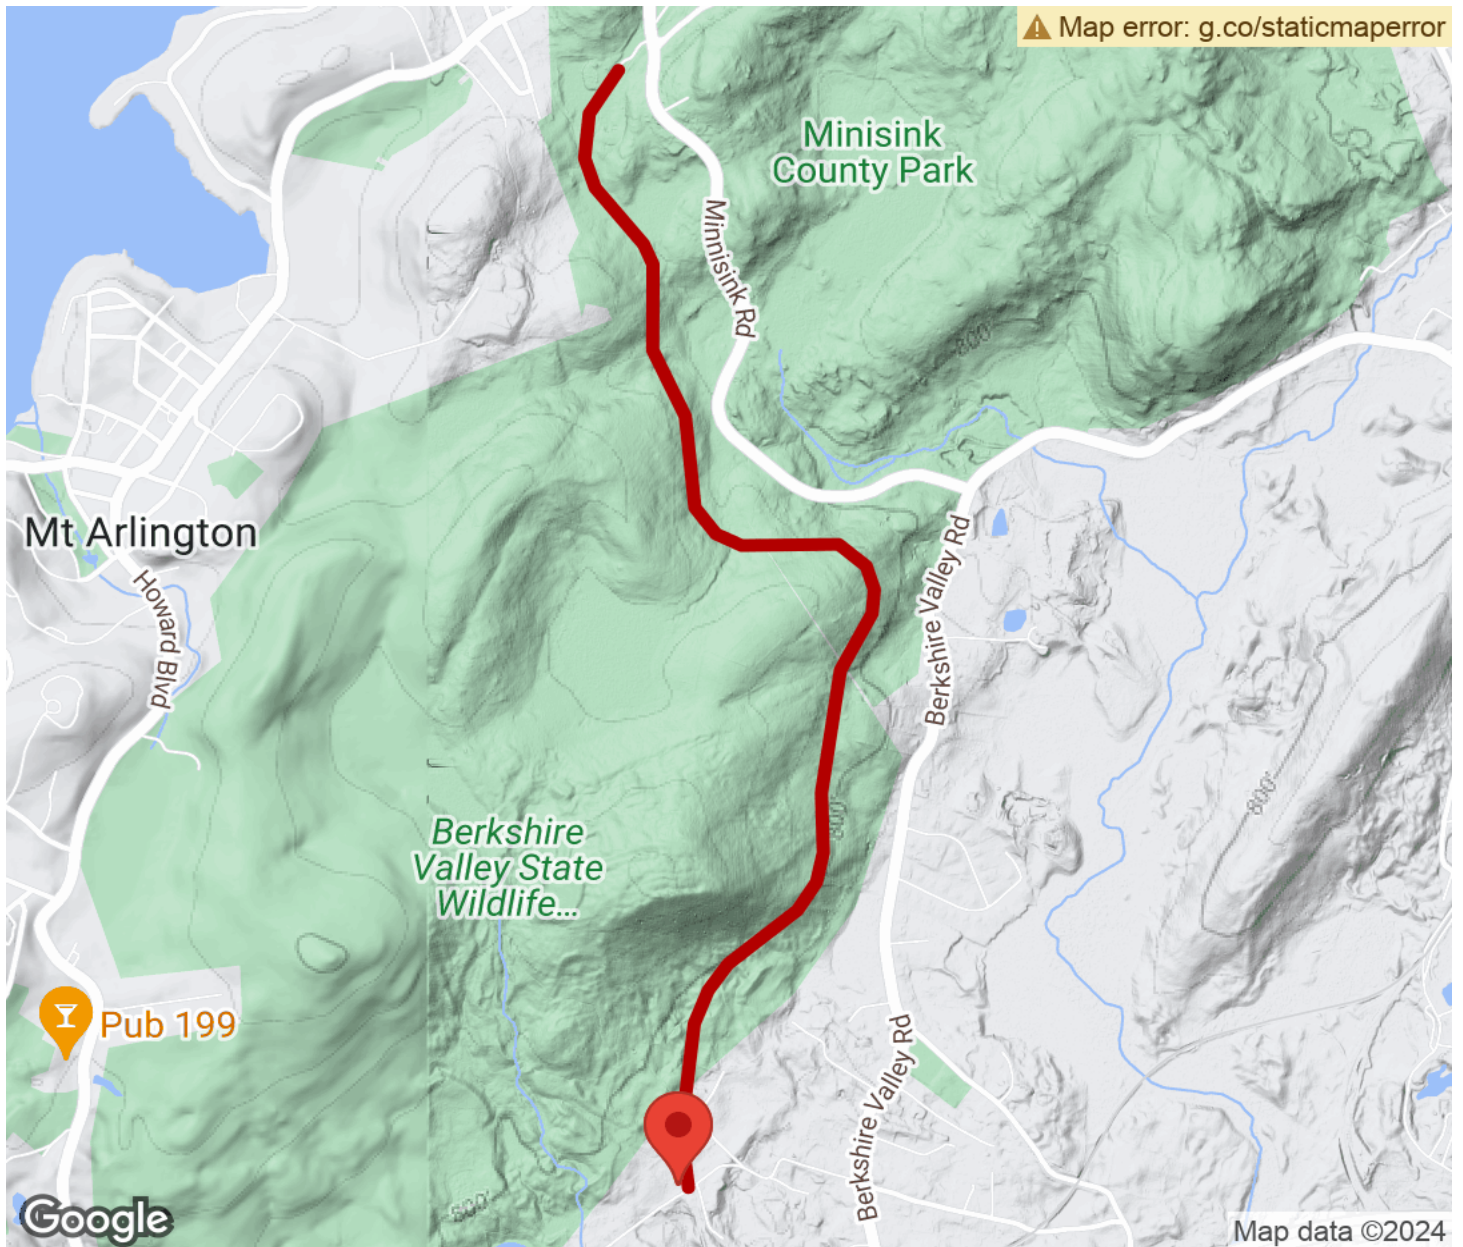 Map error: g.co/staticmaperror
Minisink
County Park
Minnisink Rd
800'
Mt Arlington
Berkshire Valley Rd
Howard Blvd
800'
800'
Berkshire
Valley State
Wildlife...
Pub 199
Berkshire Valley Rd
800'
Google
Map data ©2024